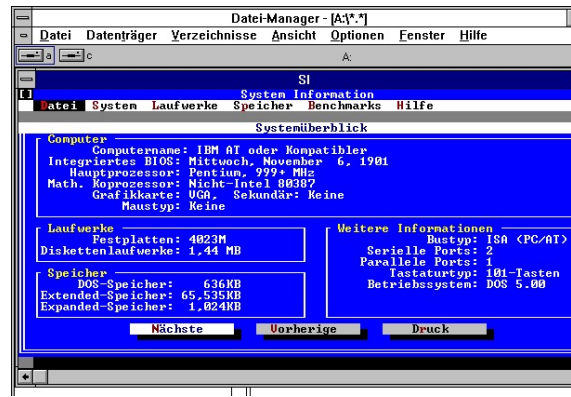 Datei-Manager - [A:\*.*]
Datei Datenträger Verzeichnisse Ansicht Optionen Fenster Hilfe
a c A:
SI
[ ] System Information
Datei System Laufwerke Speicher Benchmarks Hilfe
Systemüberblick
Computer
Computername: IBM AT oder Kompatibler
Integriertes BIOS: Mittwoch, November 6, 1901
Hauptprozessor: Pentium, 999+ MHz
Math. Koprozessor: Nicht-Intel 80387
Grafikkarte: VGA, Sekundär: Keine
Maustyp: Keine
Laufwerke
Festplatten: 4023M
Diskettenlaufwerke: 1,44 MB
Speicher
DOS-Speicher: 636KB
Extended-Speicher: 65,535KB
Expanded-Speicher: 1,024KB
Weitere Informationen
Bustyp: ISA (PC/AT)
Serielle Ports: 2
Parallele Ports: 1
Tastaturtyp: 101-Tasten
Betriebssystem: DOS 5.00
Nächste Vorherige Druck